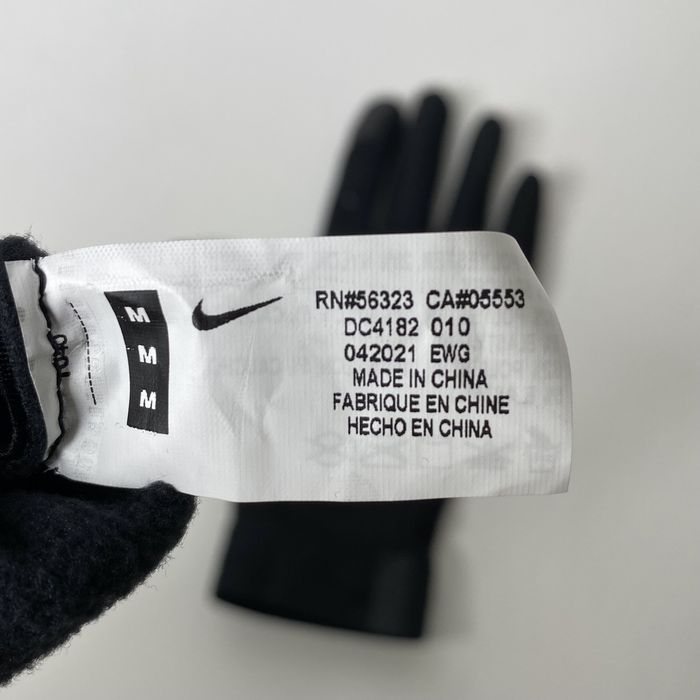 M
M
M
RN#56323 CA#05553
DC4182 010
042021 EWG
MADE IN CHINA
FABRIQUE EN CHINE
HECHO EN CHINA